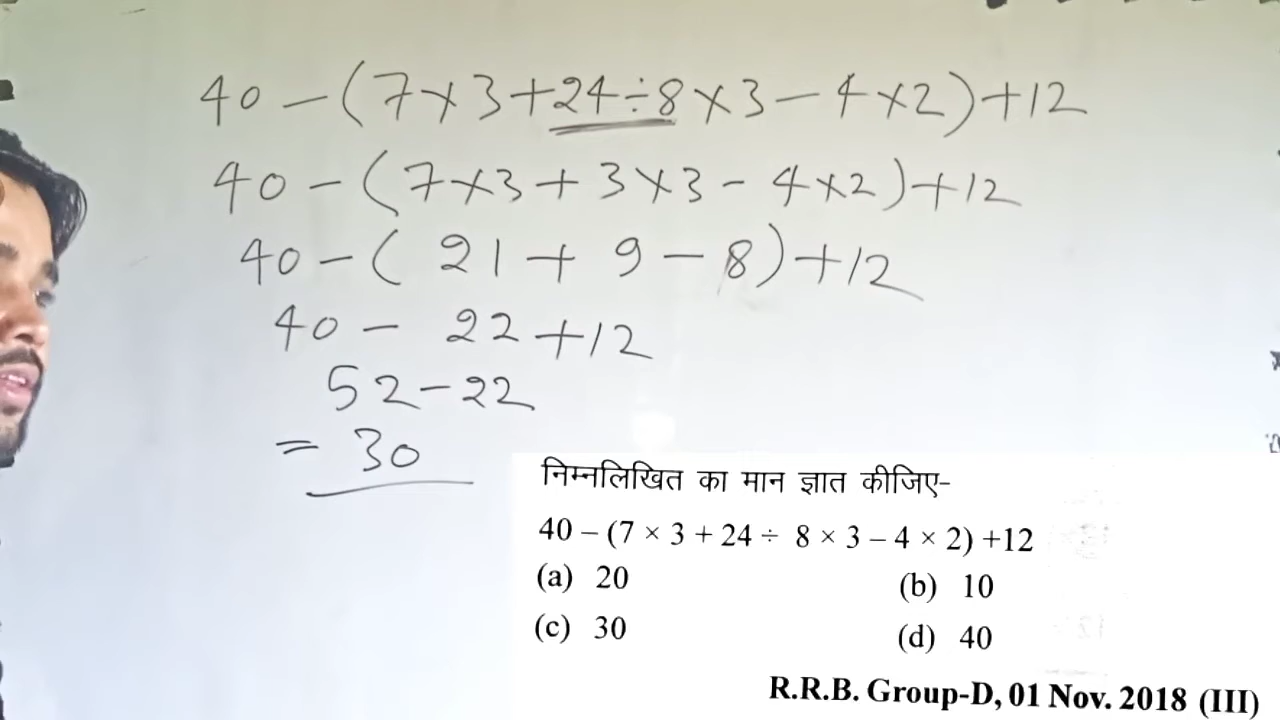 40 – (7 × 3 + 24 ÷ 8 × 3 – 4 × 2) + 12
40 – (7 × 3 + 3 × 3 - 4 × 2) + 12
40 – ( 21 + 9 – 8) + 12
40 – 22 + 12
52 – 22
= 30
निम्नलिखित का मान ज्ञात कीजिए-
40 – (7 × 3 + 24 ÷ 8 × 3 – 4 × 2) +12
(a) 20 (b) 10
(c) 30 (d) 40
R.R.B. Group-D, 01 Nov. 2018 (III)